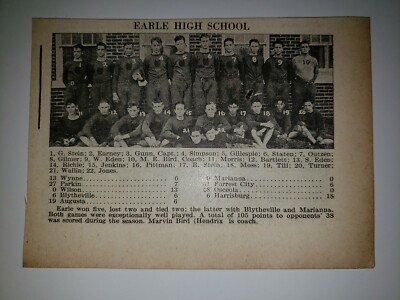 EARLE HIGH SCHOOL
1, G. Stein; 2, Earney; 3, Gunn, Capt.; 4, Simpson; 5, Gillespie; 6, Staten; 7, Ontzen;
8, Gilmer; 9, W. Eden; 10, M. E. Bird, Coach; 11, Morris; 12, Bartlett; 13, S. Eden;
14, Richie; 15, Jenkins; 16, Pittman; 17, R. Stein; 18, Moss; 19, Till; 20, Turner;
21, Wallis; 22, Jones.
13 Wynne 6
27 Parkin 7
0 Wilson 13
6 Blytheville 6
19 Augusta 6
0 Marianna 0
Forrest City 6
Osceola 0
6 Harrisburg 18
Earle won five, lost two and tied two; the latter with Blytheville and Marianna.
Both games were exceptionally well played. A total of 105 points to opponents' 38
was scored during the season. Marvin Bird (Hendrix is coach.